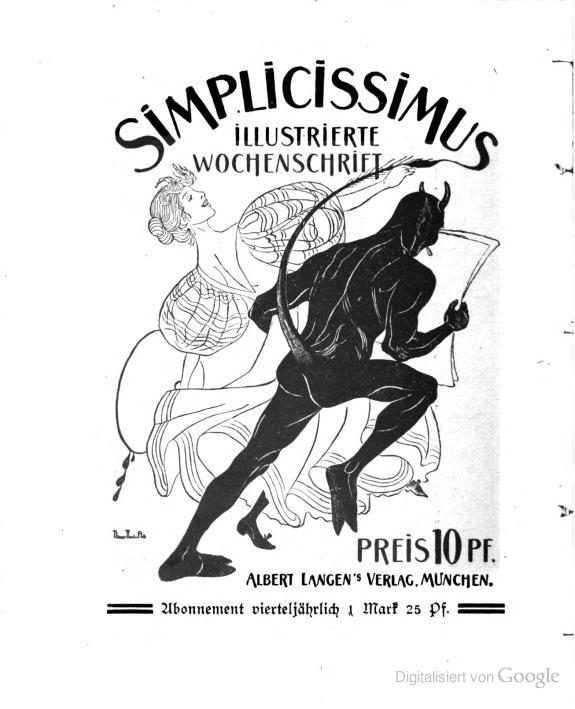 SIMPLICISSIMUS
ILLUSTRIERTE
WOCHENSCHRIFT
PREIS 10 PF.
ALBERT LANGEN'S VERLAG, MÜNCHEN.
Abonnement vierteljährlich 1 Mark 25 Pf.
Digitalisiert von Google